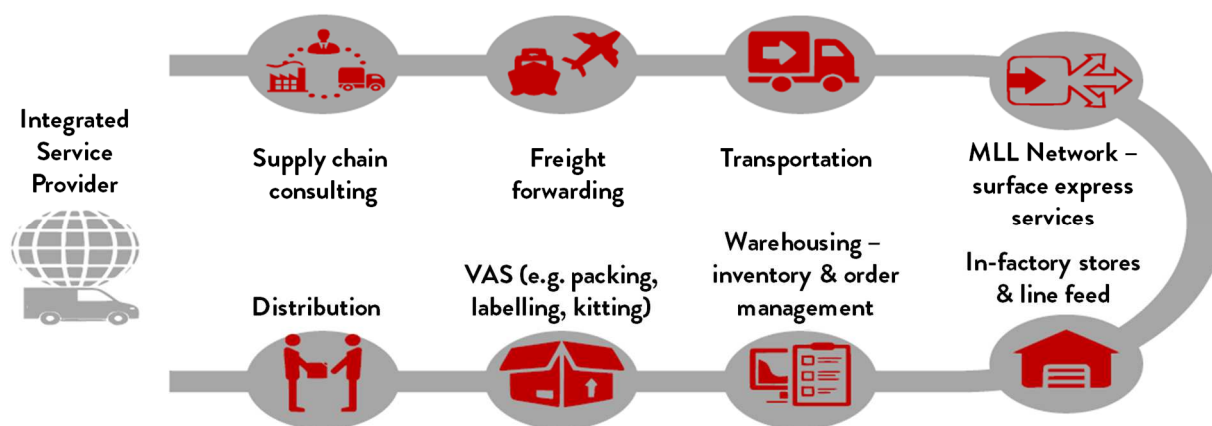 Integrated
Service
Provider
Supply chain
consulting
Freight
forwarding
Transportation
MLL Network –
surface express
services
In-factory stores
& line feed
Warehousing –
inventory & order
management
VAS (e.g. packing,
labelling, kitting)
Distribution